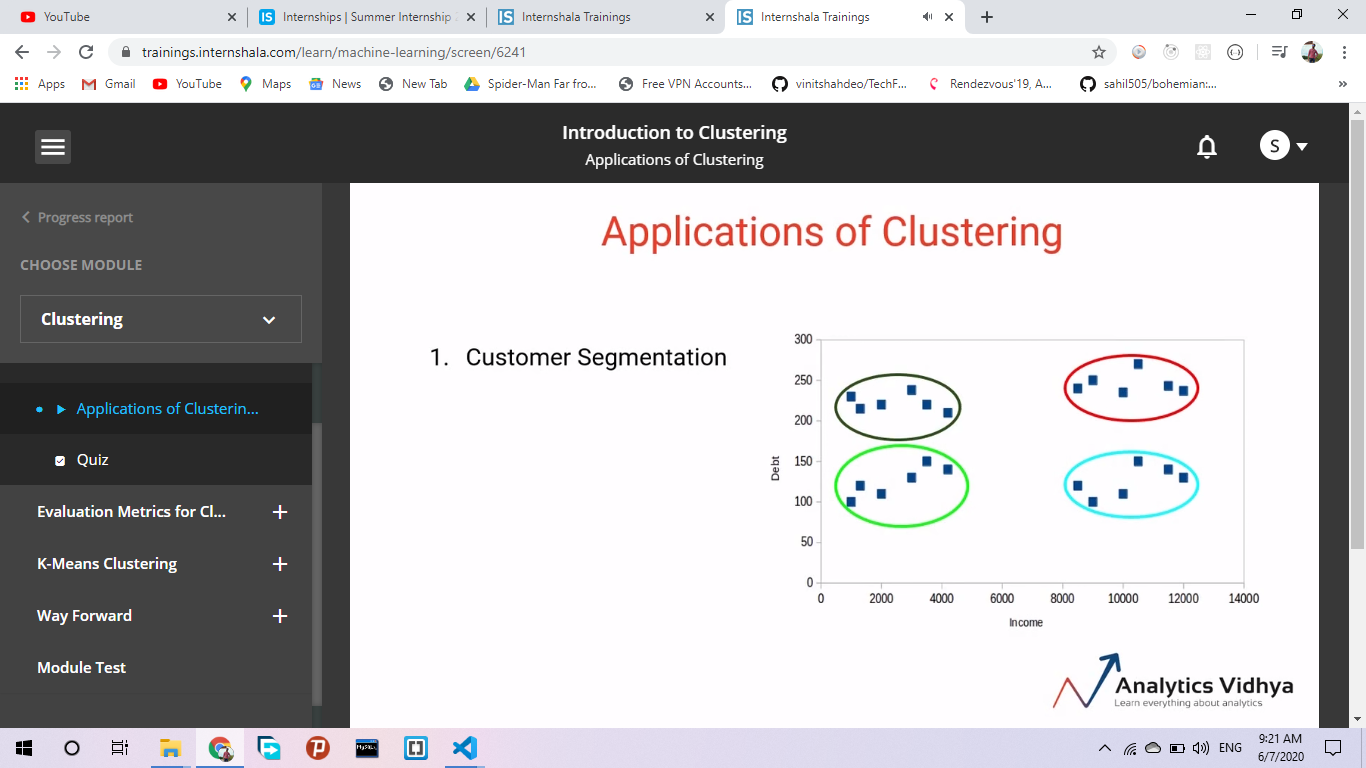 YouTube
Internships | Summer Internship
Internshala Trainings
Internshala Trainings
trainings.internshala.com/learn/machine-learning/screen/6241
Apps
Gmail
YouTube
Maps
News
New Tab
Spider-Man Far fro...
Free VPN Accounts...
vinitshahdeo/TechF...
Rendezvous'19, A...
sahil505/bohemian:...
»
Introduction to Clustering
Applications of Clustering
S
Progress report
CHOOSE MODULE
Clustering
Applications of Clusterin...
Quiz
Evaluation Metrics for Cl...
K-Means Clustering
Way Forward
Module Test
Applications of Clustering
1. Customer Segmentation
300
250
200
150
100
50
0
Debt
0 2000 4000 6000 8000 10000 12000 14000
Income
Analytics Vidhya
Learn everything about analytics
ENG
9:21 AM
6/7/2020